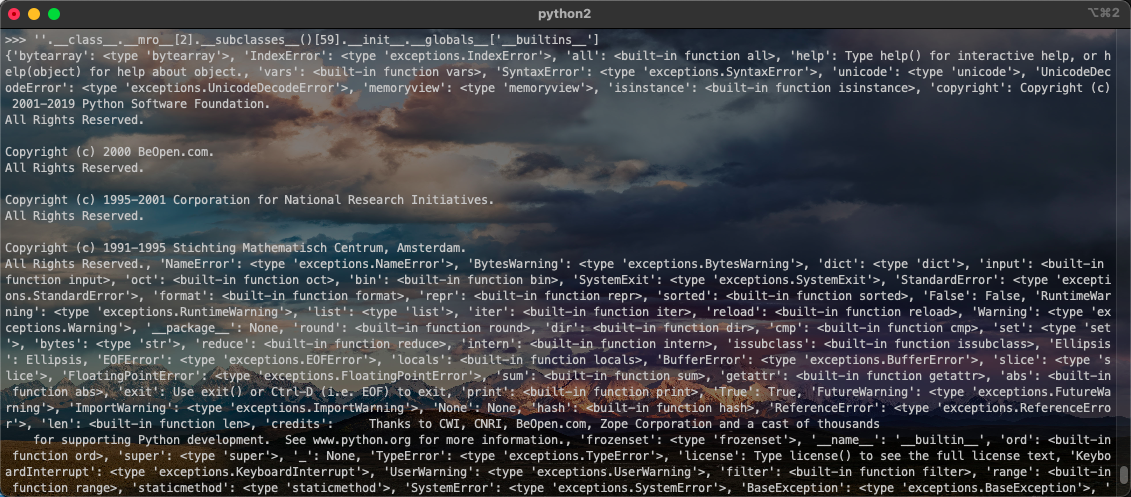 python2
⌥⌘2
>>> ''.__class__.__mro__[2].__subclasses__()[59].__init__.__globals__['__builtins__']
{'bytearray': <type 'bytearray'>, 'IndexError': <type 'exceptions.IndexError'>, 'all': <built-in function all>, 'help': Type help() for interactive help, or h
elp(object) for help about object., 'vars': <built-in function vars>, 'SyntaxError': <type 'exceptions.SyntaxError'>, 'unicode': <type 'unicode'>, 'UnicodeDec
odeError': <type 'exceptions.UnicodeDecodeError'>, 'memoryview': <type 'memoryview'>, 'isinstance': <built-in function isinstance>, 'copyright': Copyright (c)
 2001-2019 Python Software Foundation.
All Rights Reserved.
Copyright (c) 2000 BeOpen.com.
All Rights Reserved.
Copyright (c) 1995-2001 Corporation for National Research Initiatives.
All Rights Reserved.
Copyright (c) 1991-1995 Stichting Mathematisch Centrum, Amsterdam.
All Rights Reserved., 'NameError': <type 'exceptions.NameError'>, 'BytesWarning': <type 'exceptions.BytesWarning'>, 'dict': <type 'dict'>, 'input': <built-in
function input>, 'oct': <built-in function oct>, 'bin': <built-in function bin>, 'SystemExit': <type 'exceptions.SystemExit'>, 'StandardError': <type 'excepti
ons.StandardError'>, 'format': <built-in function format>, 'repr': <built-in function repr>, 'sorted': <built-in function sorted>, 'False': False, 'RuntimeWar
ning': <type 'exceptions.RuntimeWarning'>, 'list': <type 'list'>, 'iter': <built-in function iter>, 'reload': <built-in function reload>, 'Warning': <type 'ex
ceptions.Warning'>, '__package__': None, 'round': <built-in function round>, 'dir': <built-in function dir>, 'cmp': <built-in function cmp>, 'set': <type 'set
'>, 'bytes': <type 'str'>, 'reduce': <built-in function reduce>, 'intern': <built-in function intern>, 'issubclass': <built-in function issubclass>, 'Ellipsis
': Ellipsis, 'EOFError': <type 'exceptions.EOFError'>, 'locals': <built-in function locals>, 'BufferError': <type 'exceptions.BufferError'>, 'slice': <type 's
lice'>, 'FloatingPointError': <type 'exceptions.FloatingPointError'>, 'sum': <built-in function sum>, 'getattr': <built-in function getattr>, 'abs': <built-in
function abs>, 'exit': Use exit() or Ctrl-D (i.e. EOF) to exit, 'print': <built-in function print>, 'True': True, 'FutureWarning': <type 'exceptions.FutureWa
rning'>, 'ImportWarning': <type 'exceptions.ImportWarning'>, 'None': None, 'hash': <built-in function hash>, 'ReferenceError': <type 'exceptions.ReferenceErro
r'>, 'len': <built-in function len>, 'credits':     Thanks to CWI, CNRI, BeOpen.com, Zope Corporation and a cast of thousands
    for supporting Python development.  See www.python.org for more information., 'frozenset': <type 'frozenset'>, '__name__': '__builtin__', 'ord': <built-in
 function ord>, 'super': <type 'super'>, '_': None, 'TypeError': <type 'exceptions.TypeError'>, 'license': Type license() to see the full license text, 'Keybo
ardInterrupt': <type 'exceptions.KeyboardInterrupt'>, 'UserWarning': <type 'exceptions.UserWarning'>, 'filter': <built-in function filter>, 'range': <built-in
 function range>, 'staticmethod': <type 'staticmethod'>, 'SystemError': <type 'exceptions.SystemError'>, 'BaseException': <type 'exceptions.BaseException'>, '